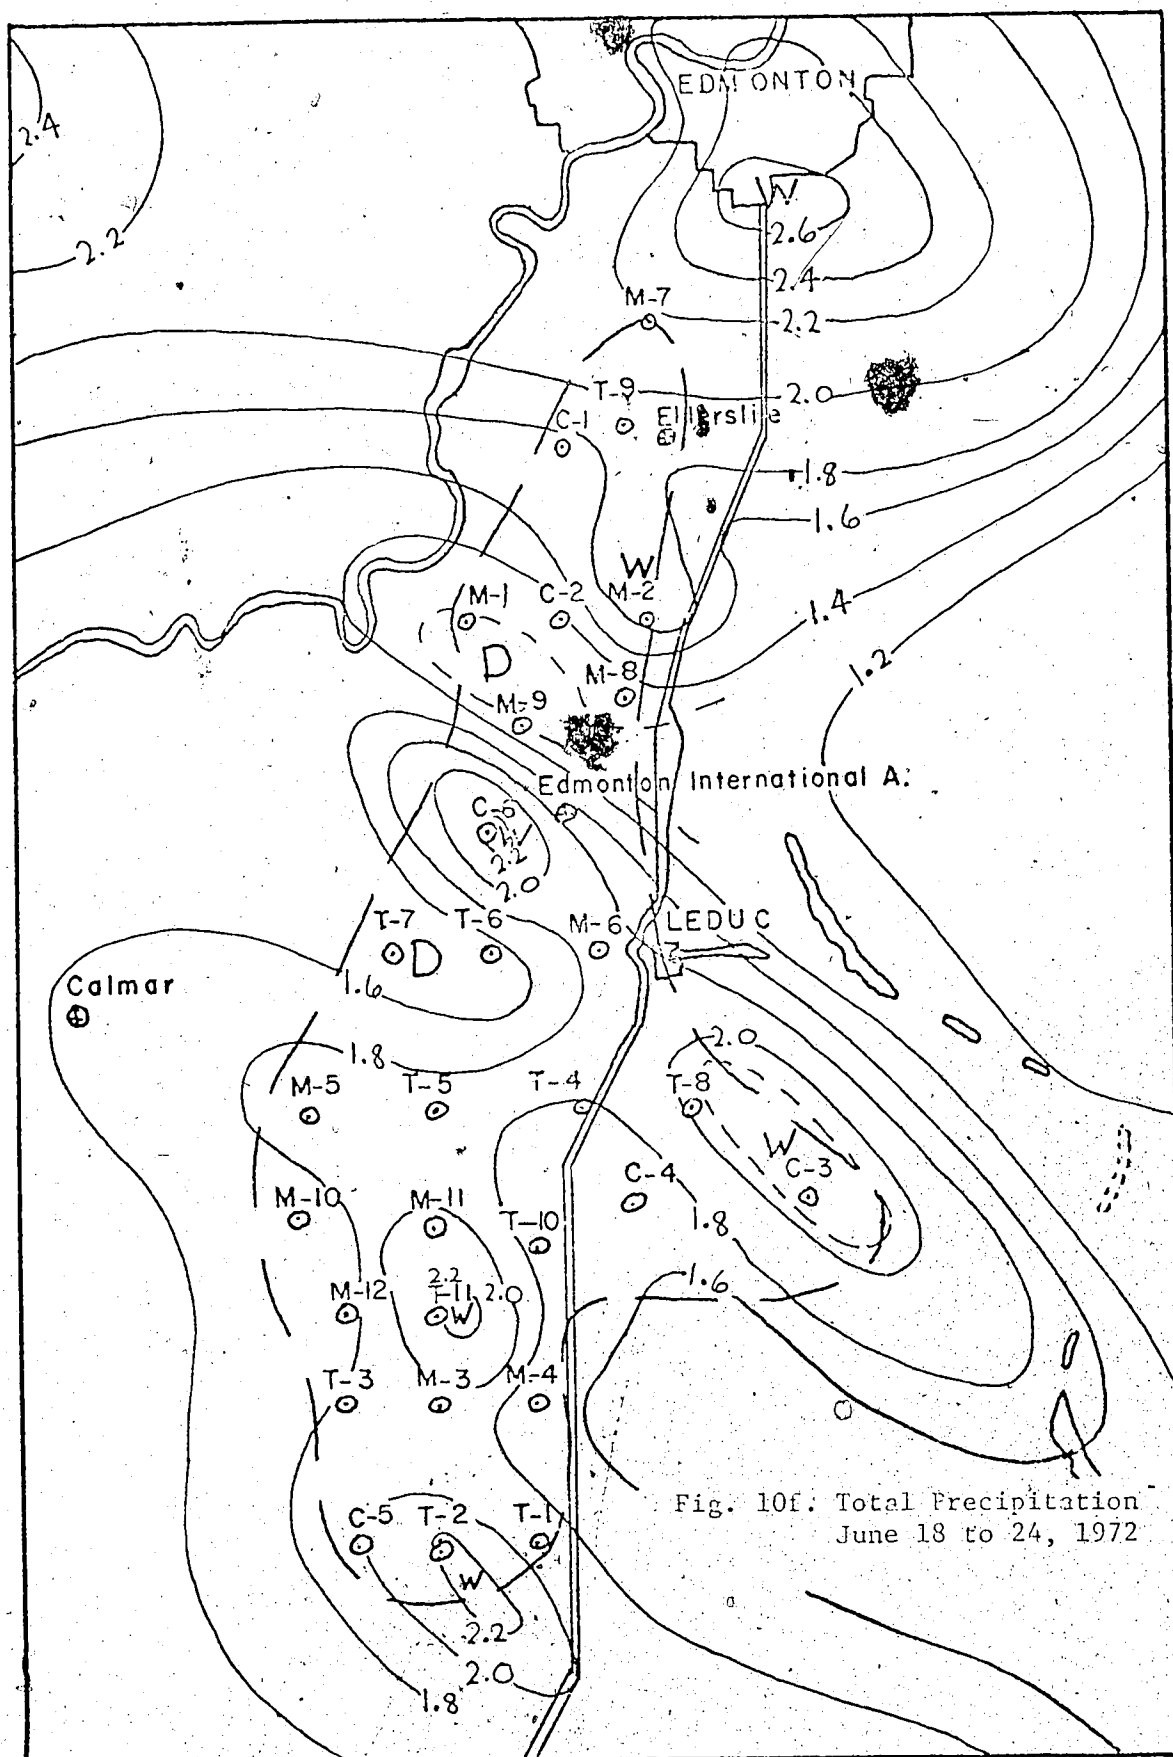 EDMONTON
2.4
W
2.2
2.6
2.4
M-7
2.2
T-9
2.0
C-1
Ellerslie
1.8
1.6
W
M-1
C-2
M-2
1.4
D
1.2
M-8
M-9
Edmonton International A.
C-6
2.2
2.0
T-7
T-6
M-6
LEDUC
D
1.6
Calmar
2.0
1.8
M-5
T-5
T-4
T-8
W
C-3
C-4
M-10
M-11
T-10
1.8
1.6
2.2
M-12
T-11
2.0
W
T-3
M-3
M-4
Fig. 10f. Total Precipitation
June 18 to 24, 1972
C-5
T-2
T-1
W
2.2
2.0
1.8